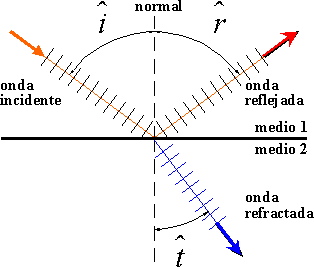 normal
î
r̂
onda
incidente
onda
reflejada
medio 1
medio 2
onda
refractada
t̂